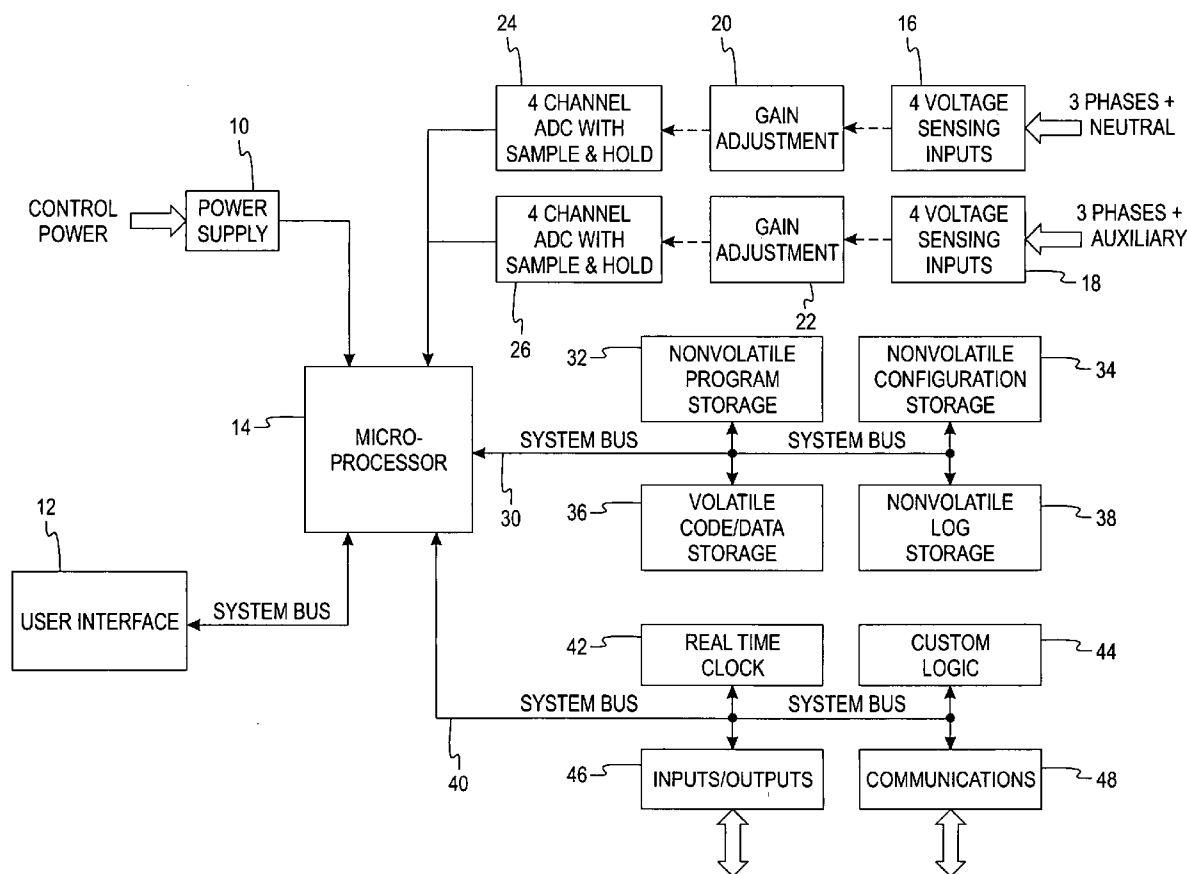 24
20
16
4 CHANNEL
ADC WITH
SAMPLE & HOLD
GAIN
ADJUSTMENT
4 VOLTAGE
SENSING
INPUTS
3 PHASES +
NEUTRAL
10
CONTROL
POWER
POWER
SUPPLY
4 CHANNEL
ADC WITH
SAMPLE & HOLD
GAIN
ADJUSTMENT
4 VOLTAGE
SENSING
INPUTS
3 PHASES +
AUXILIARY
18
26
22
32
NONVOLATILE
PROGRAM
STORAGE
NONVOLATILE
CONFIGURATION
STORAGE
34
14
MICRO-
PROCESSOR
SYSTEM BUS
SYSTEM BUS
30
36
VOLATILE
CODE/DATA
STORAGE
NONVOLATILE
LOG
STORAGE
38
12
USER INTERFACE
SYSTEM BUS
42
REAL TIME
CLOCK
CUSTOM
LOGIC
44
SYSTEM BUS
SYSTEM BUS
40
46
INPUTS/OUTPUTS
COMMUNICATIONS
48